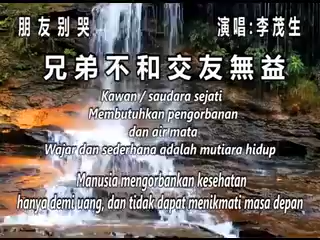 朋友别哭
演唱:李茂生
兄弟不和交友無益
Kawan / saudara sejati
Membutuhkan pengorbanan
dan air mata
Wajar dan sederhana adalah mutiara hidup
Manusia mengorbankan kesehatan
hanya demi uang, dan tidak dapat menikmati masa depan